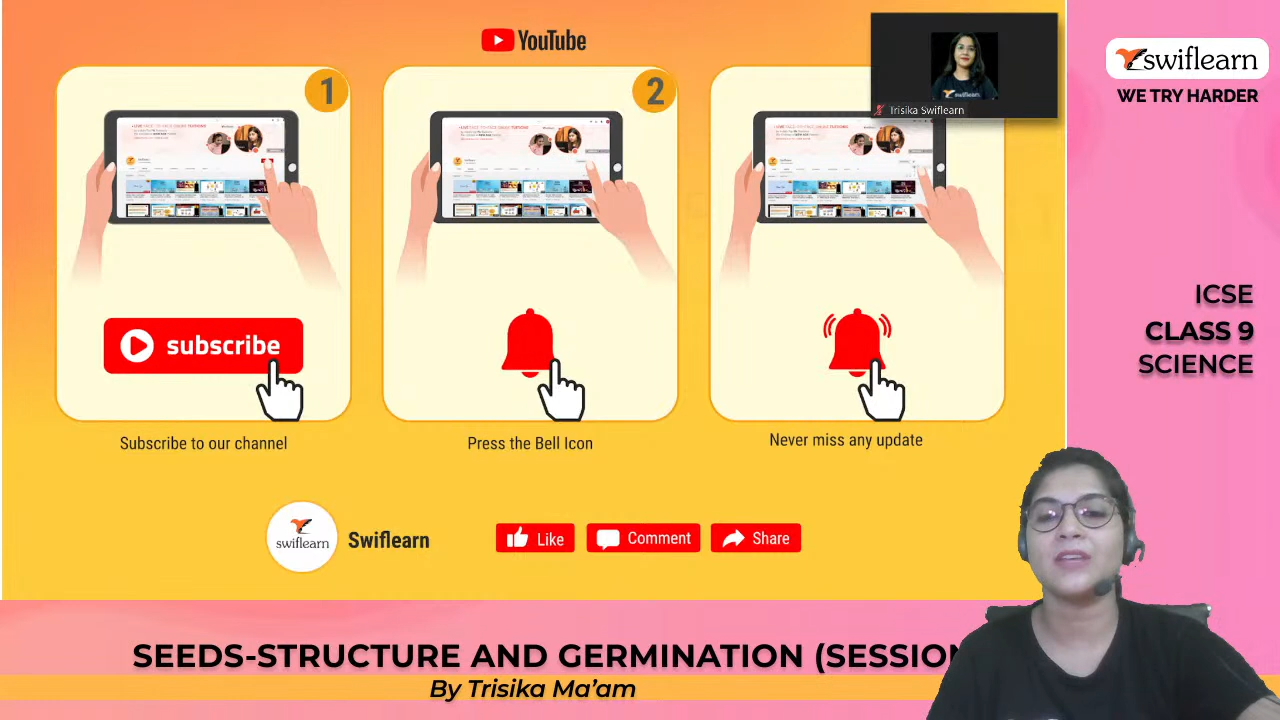 YouTube
1
2
Trisika Swiflearn
swiflearn
WE TRY HARDER
subscribe
Subscribe to our channel
Press the Bell Icon
Never miss any update
ICSE
CLASS 9
SCIENCE
swiflearn
Swiflearn
Like
Comment
Share
SEEDS-STRUCTURE AND GERMINATION (SESSION
By Trisika Ma'am